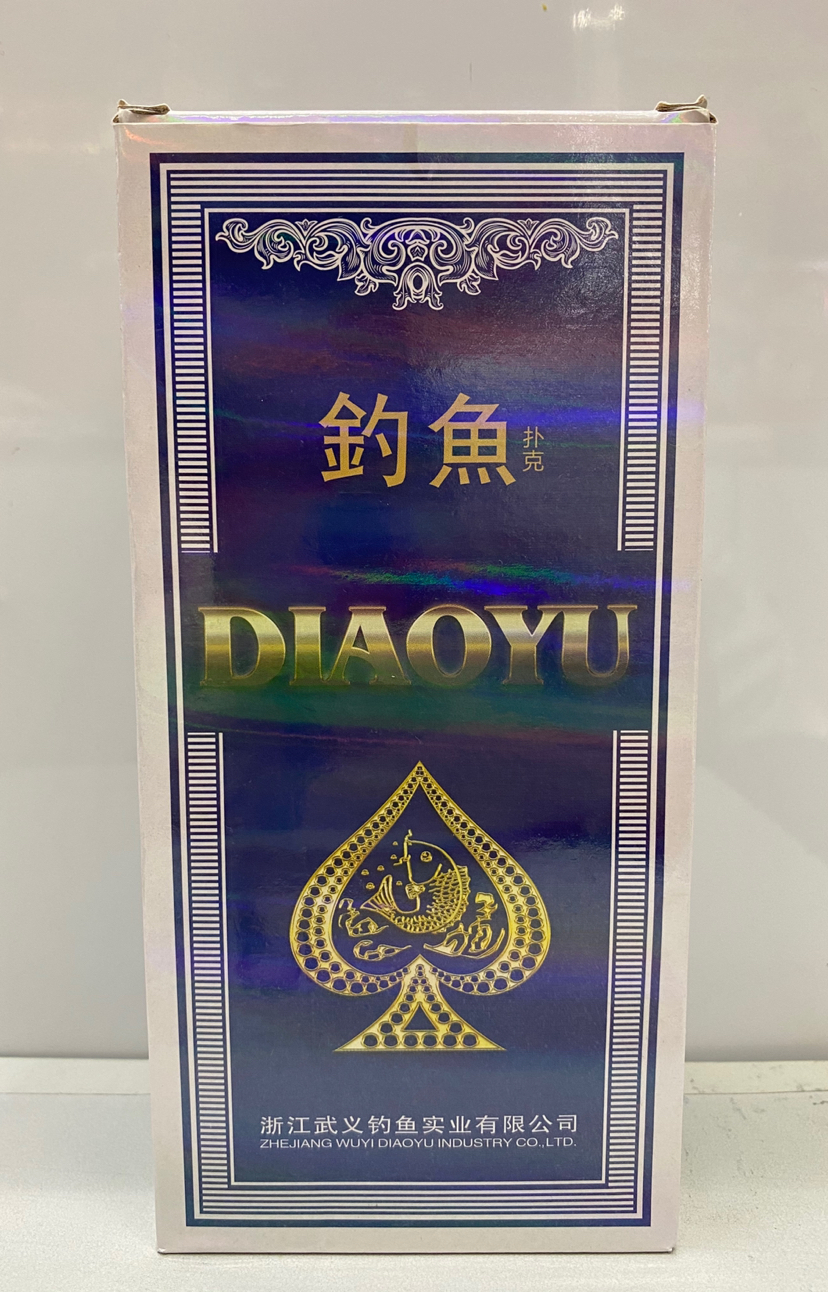 釣魚
扑克
DIAOYU
浙江武义钓鱼实业有限公司
ZHEJIANG WUYI DIAOYU INDUSTRY CO.,LTD.